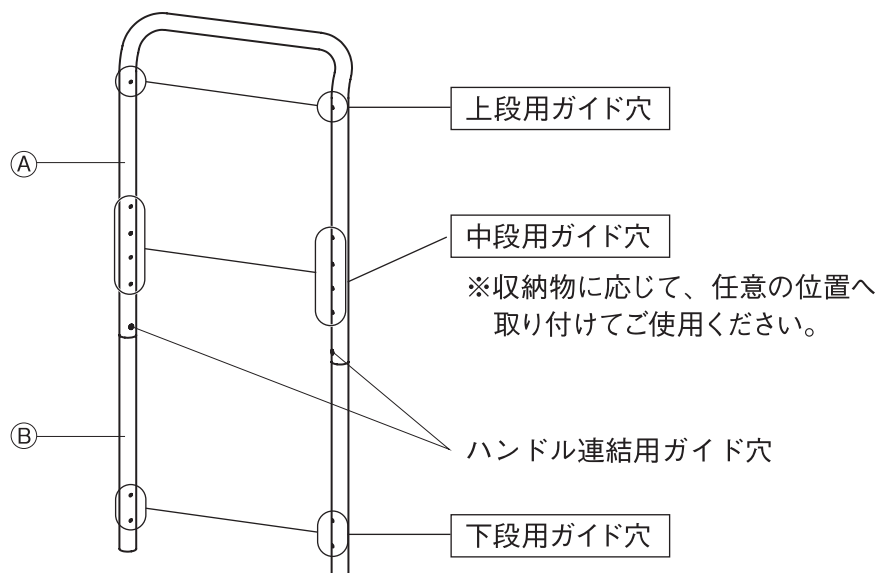 上段用ガイド穴
Ⓐ
中段用ガイド穴
※収納物に応じて、任意の位置へ
取り付けてご使用ください。
Ⓑ
ハンドル連結用ガイド穴
下段用ガイド穴